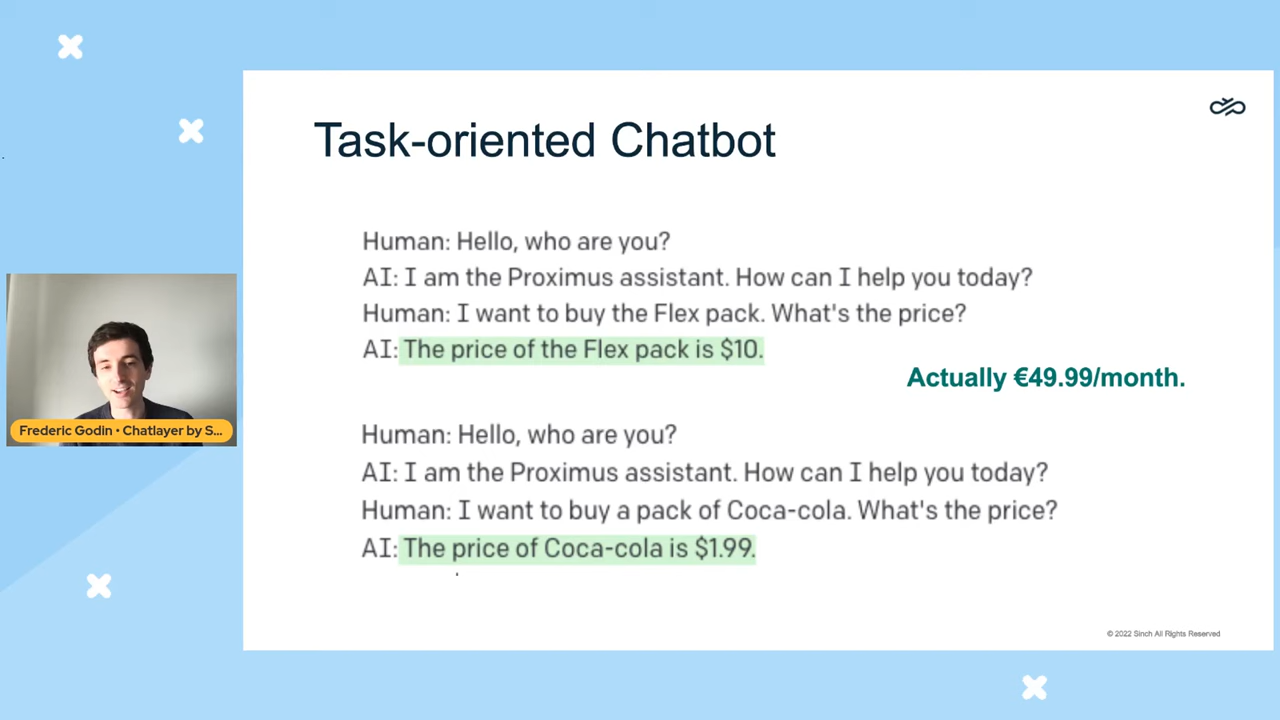 Task-oriented Chatbot
Human: Hello, who are you?
AI: I am the Proximus assistant. How can I help you today?
Human: I want to buy the Flex pack. What's the price?
AI: The price of the Flex pack is $10.
Actually €49.99/month.
Human: Hello, who are you?
AI: I am the Proximus assistant. How can I help you today?
Human: I want to buy a pack of Coca-cola. What's the price?
AI: The price of Coca-cola is $1.99.
Frederic Godin • Chatlayer by S...
© 2022 Sinch All Rights Reserved